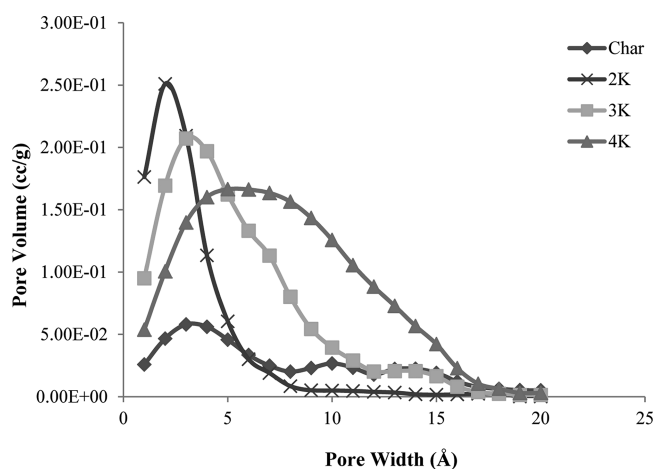 3.00E-01
2.50E-01
2.00E-01
1.50E-01
1.00E-01
5.00E-02
0.00E+00
Pore Volume (cc/g)
0 5 10 15 20 25
Pore Width (Å)
Char
2K
3K
4K